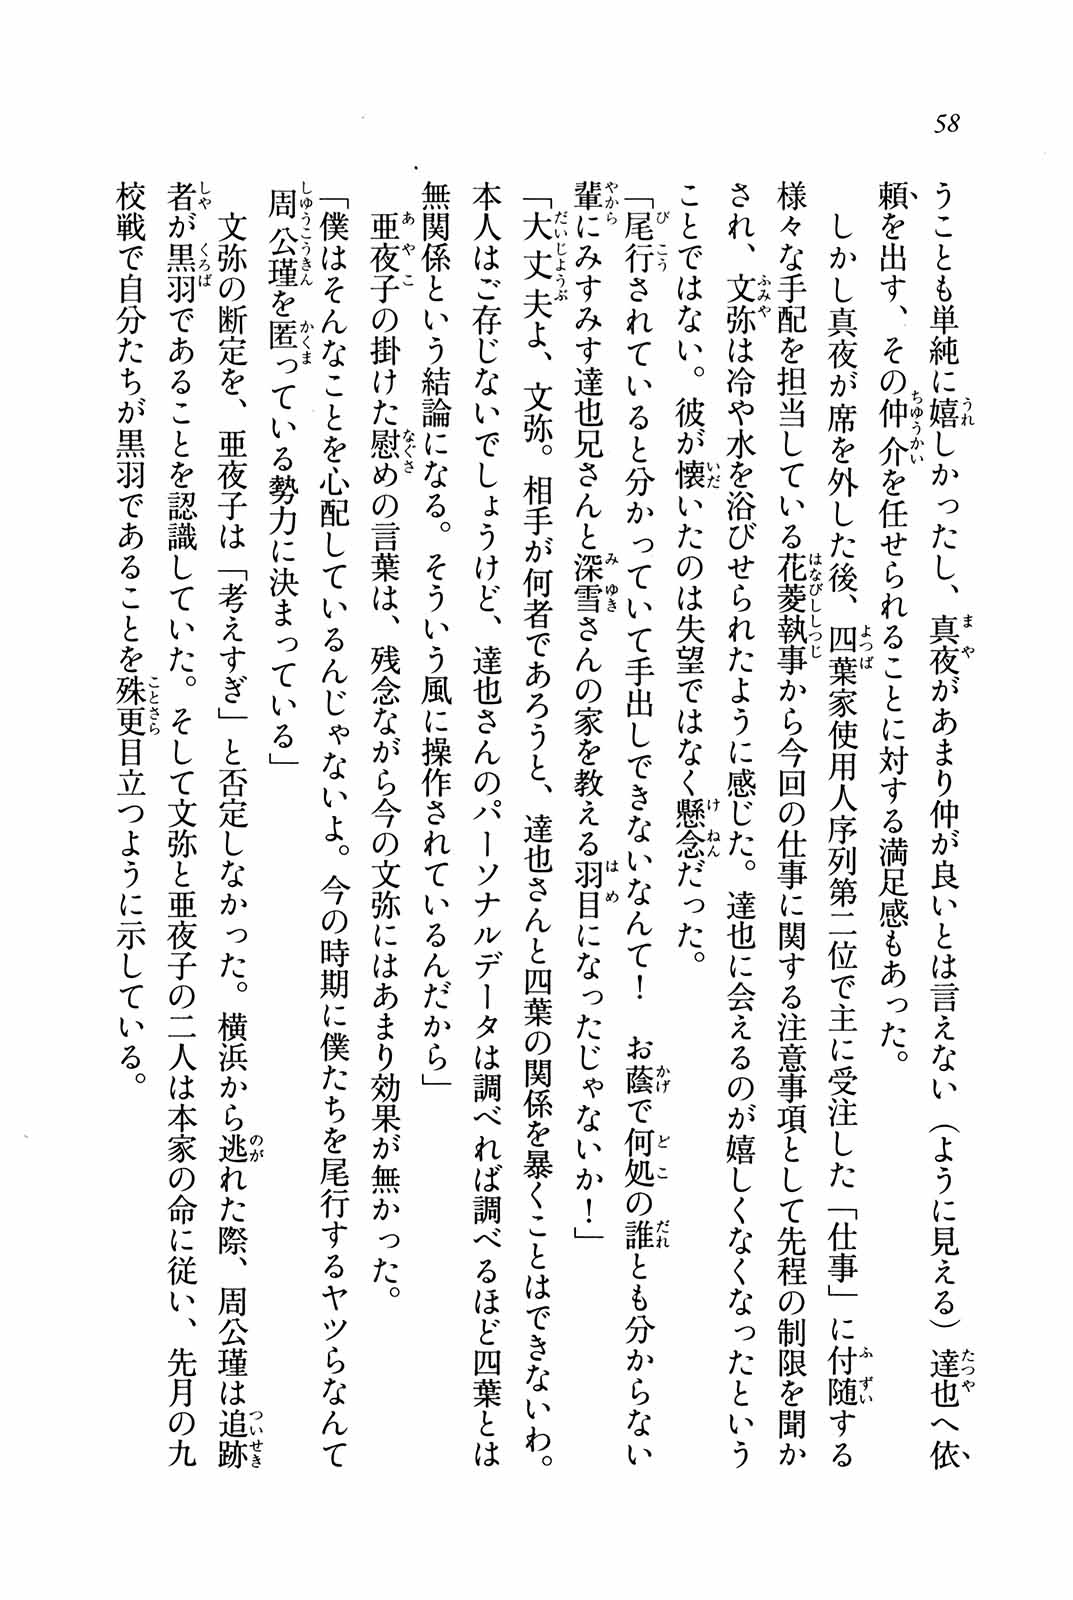 58
うことも単純に嬉しかったし、真夜があまり仲が良いとは言えない（ように見える）達也へ依
頼を出す、その仲介を任せられることに対する満足感もあった。
しかし真夜が席を外した後、四葉家使用人序列第二位で主に受注した「仕事」に付随する
様々な手配を担当している花菱執事から今回の仕事に関する注意事項として先程の制限を聞か
され、文弥は冷や水を浴びせられたように感じた。達也に会えるのが嬉しくなくなったという
ことではない。彼が懐いたのは失望ではなく懸念だった。
「尾行されていると分かっていて手出しできないなんて！　お蔭で何処の誰とも分からない
輩にみすみす達也兄さんと深雪さんの家を教える羽目になったじゃないか！」
「大丈夫よ、文弥。相手が何者であろうと、達也さんと四葉の関係を暴くことはできないわ。
本人はご存じないでしょうけど、達也さんのパーソナルデータは調べれば調べるほど四葉とは
無関係という結論になる。そういう風に操作されているんだから」
亜夜子の掛けた慰めの言葉は、残念ながら今の文弥にはあまり効果が無かった。
「僕はそんなことを心配しているんじゃないよ。今の時期に僕たちを尾行するヤツらなんて
周公瑾を匿っている勢力に決まっている」
文弥の断定を、亜夜子は「考えすぎ」と否定しなかった。横浜から逃れた際、周公瑾は追跡
者が黒羽であることを認識していた。そして文弥と亜夜子の二人は本家の命に従い、先月の九
校戦で自分たちが黒羽であることを殊更目立つように示している。